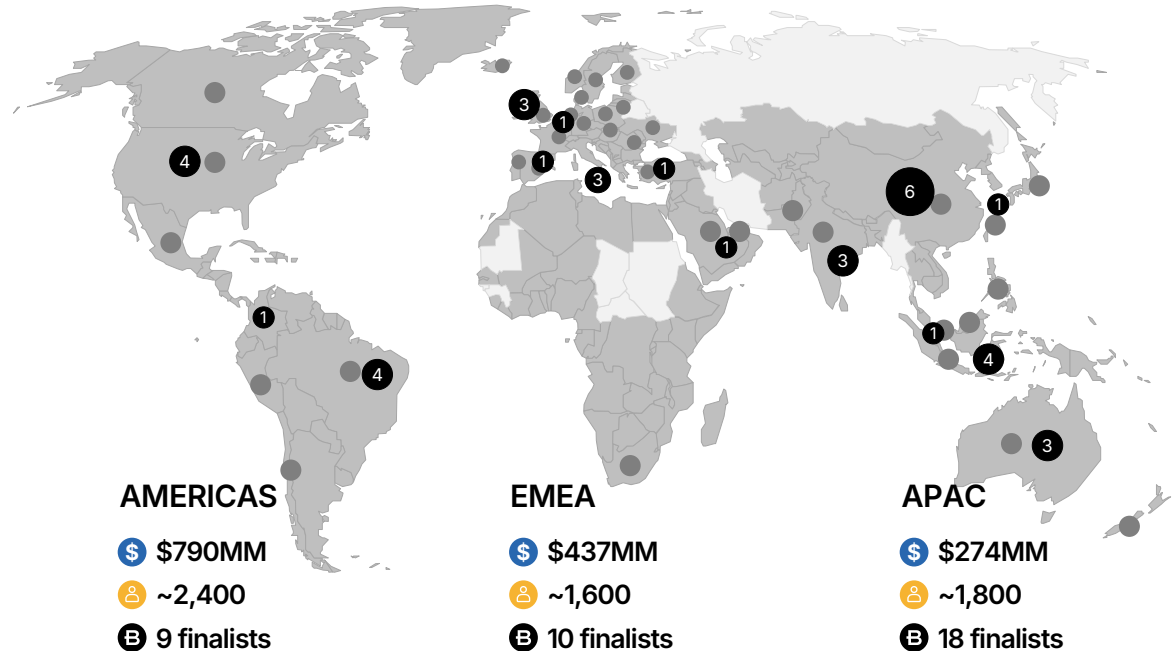 3
1
4
1
3
1
6
1
1
3
1
1
4
4
3
AMERICAS
$ $790MM
~2,400
B 9 finalists
EMEA
$ $437MM
~1,600
B 10 finalists
APAC
$ $274MM
~1,800
B 18 finalists